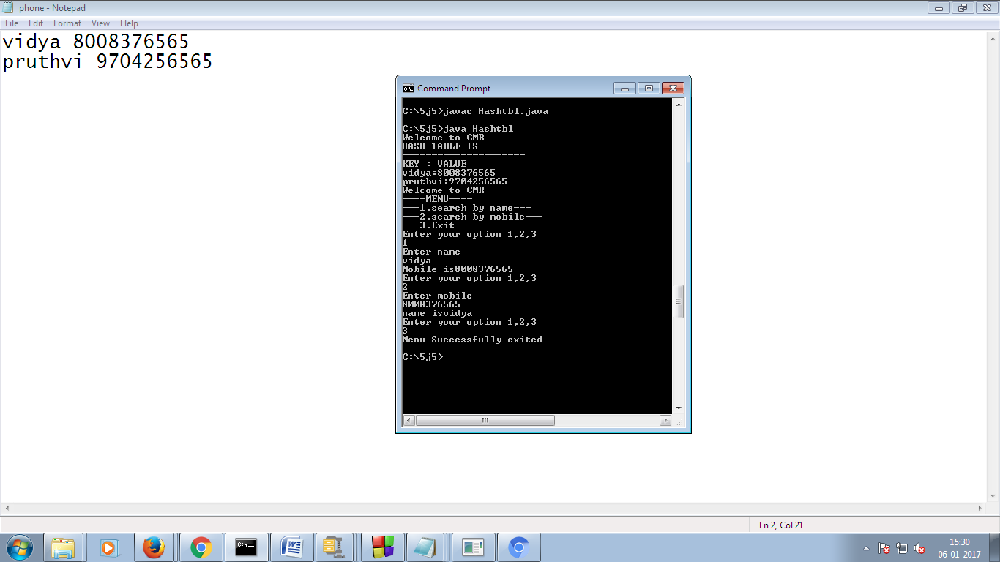 phone - Notepad
File Edit Format View Help
vidya 8008376565
pruthvi 9704256565
Command Prompt
C:\5j5>javac Hashtbl.java
C:\5j5>java Hashtbl
Welcome to CMR
HASH TABLE IS
---------------------
KEY : VALUE
vidya:8008376565
pruthvi:9704256565
Welcome to CMR
----MENU----
---1.search by name---
---2.search by mobile---
---3.Exit---
Enter your option 1,2,3
1
Enter name
vidya
Mobile is8008376565
Enter your option 1,2,3
2
Enter mobile
8008376565
name isvidya
Enter your option 1,2,3
3
Menu Successfully exited
C:\5j5>
Ln 2, Col 21
15:30
06-01-2017